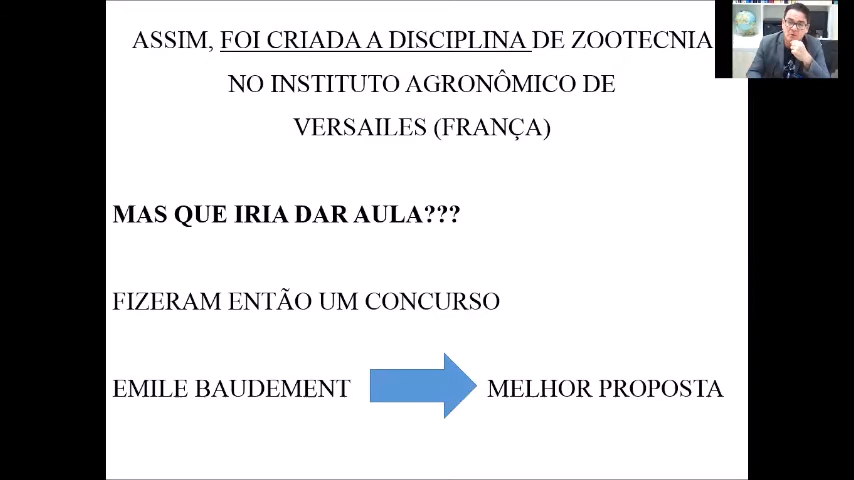 ASSIM, FOI CRIADA A DISCIPLINA DE ZOOTECNIA
NO INSTITUTO AGRONÔMICO DE
VERSAILES (FRANÇA)
MAS QUE IRIA DAR AULA???
FIZERAM ENTÃO UM CONCURSO
EMILE BAUDEMENT MELHOR PROPOSTA